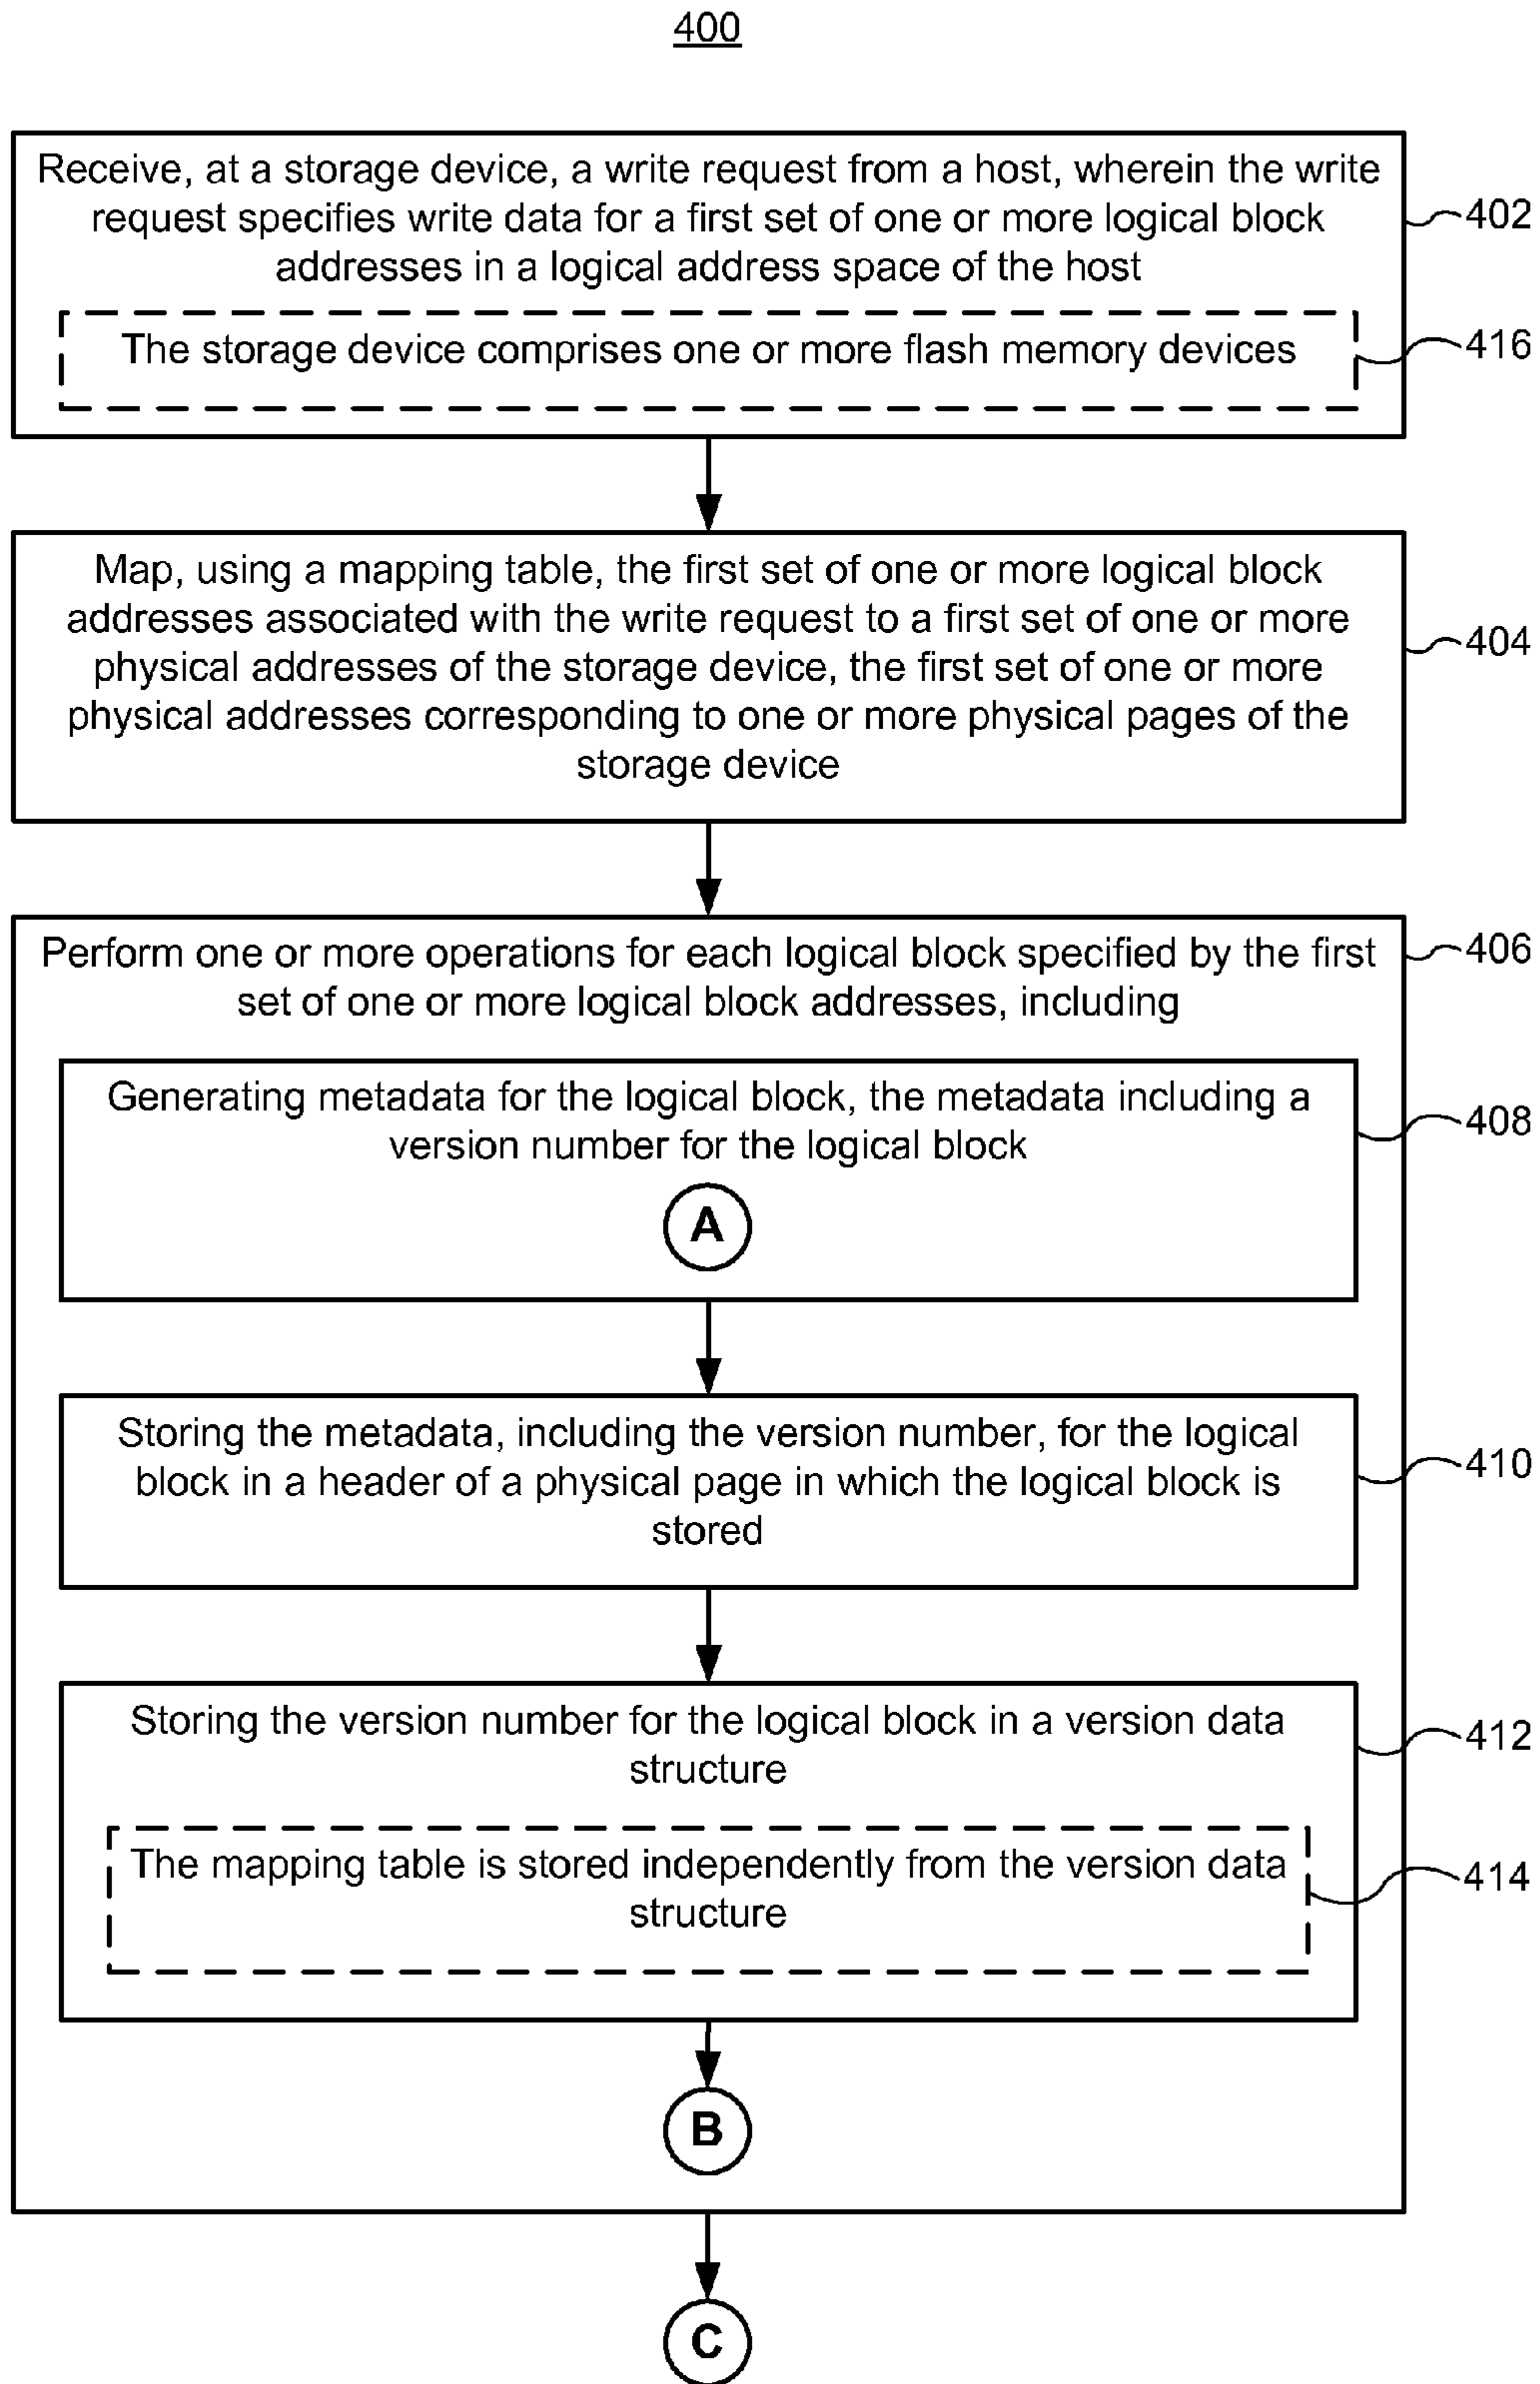 400
Receive, at a storage device, a write request from a host, wherein the write
request specifies write data for a first set of one or more logical block
addresses in a logical address space of the host
402
The storage device comprises one or more flash memory devices
416
Map, using a mapping table, the first set of one or more logical block
addresses associated with the write request to a first set of one or more
physical addresses of the storage device, the first set of one or more
physical addresses corresponding to one or more physical pages of the
storage device
404
Perform one or more operations for each logical block specified by the first
set of one or more logical block addresses, including
406
Generating metadata for the logical block, the metadata including a
version number for the logical block
408
A
Storing the metadata, including the version number, for the logical
block in a header of a physical page in which the logical block is
stored
410
Storing the version number for the logical block in a version data
structure
412
The mapping table is stored independently from the version data
structure
414
B
C